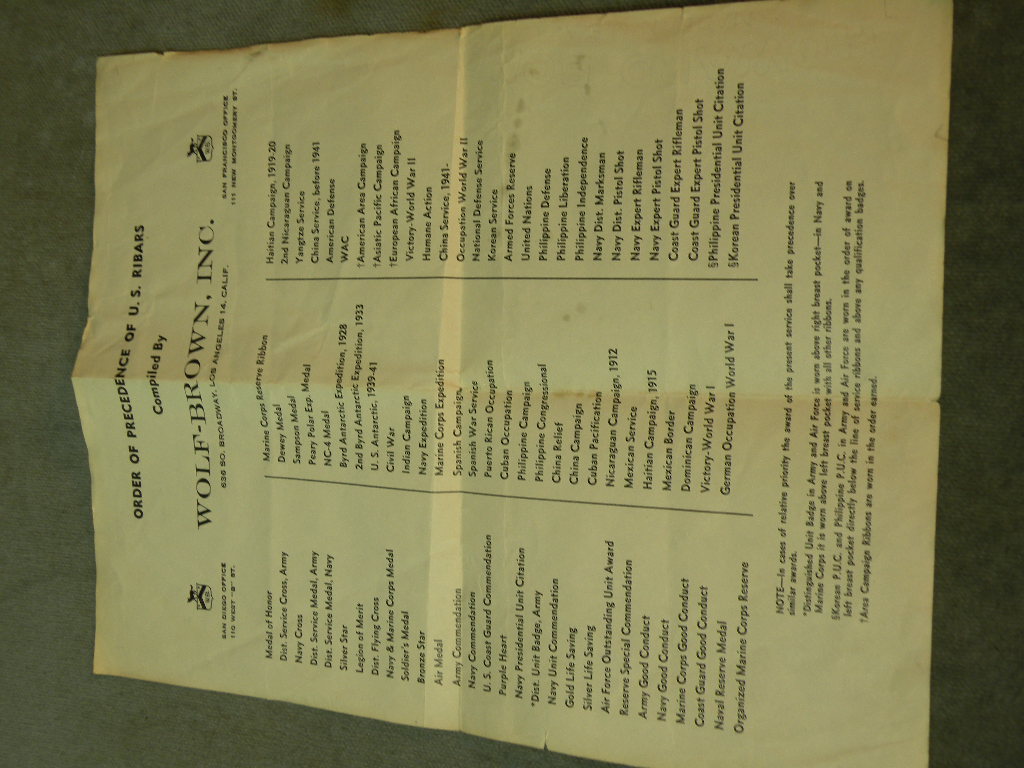 ORDER OF PRECEDENCE OF U. S. RIBARS
Compiled By
WOLF-BROWN, INC.
SAN DIEGO OFFICE
110 WEST "B" ST.
636 SO. BROADWAY, LOS ANGELES 14, CALIF.
SAN FRANCISCO OFFICE
111 NEW MONTGOMERY ST.
Medal of Honor
Dist. Service Cross, Army
Navy Cross
Dist. Service Medal, Army
Dist. Service Medal, Navy
Silver Star
Legion of Merit
Dist. Flying Cross
Navy & Marine Corps Medal
Soldier's Medal
Bronze Star
Air Medal
Army Commendation
Navy Commendation
U. S. Coast Guard Commendation
Purple Heart
Navy Presidential Unit Citation
*Dist. Unit Badge, Army
Navy Unit Commendation
Gold Life Saving
Silver Life Saving
Air Force Outstanding Unit Award
Reserve Special Commendation
Army Good Conduct
Navy Good Conduct
Marine Corps Good Conduct
Coast Guard Good Conduct
Naval Reserve Medal
Organized Marine Corps Reserve
Marine Corps Reserve Ribbon
Dewey Medal
Sampson Medal
Peary Polar Exp. Medal
NC-4 Medal
Byrd Antarctic Expedition, 1928
2nd Byrd Antarctic Expedition, 1933
U. S. Antarctic, 1939-41
Civil War
Indian Campaign
Navy Expedition
Marine Corps Expedition
Spanish Campaign
Spanish War Service
Puerto Rican Occupation
Cuban Occupation
Philippine Campaign
Philippine Congressional
China Relief
China Campaign
Cuban Pacification
Nicaraguan Campaign, 1912
Mexican Service
Haitian Campaign, 1915
Mexican Border
Dominican Campaign
Victory-World War I
German Occupation World War I
Haitian Campaign, 1919-20
2nd Nicaraguan Campaign
Yangtze Service
China Service, before 1941
American Defense
WAC
†American Area Campaign
†Asiatic Pacific Campaign
†European African Campaign
Victory-World War II
Humane Action
China Service, 1941-
Occupation World War II
National Defense Service
Korean Service
Armed Forces Reserve
United Nations
Philippine Defense
Philippine Liberation
Philippine Independence
Navy Dist. Marksman
Navy Dist. Pistol Shot
Navy Expert Rifleman
Navy Expert Pistol Shot
Coast Guard Expert Rifleman
Coast Guard Expert Pistol Shot
§Philippine Presidential Unit Citation
§Korean Presidential Unit Citation
NOTE—In cases of relative priority the award of the present service shall take precedence over
similar awards.
*Distinguished Unit Badge in Army and Air Force is worn above right breast pocket—in Navy and
Marine Corps it is worn above left breast pocket with all other ribbons.
§Korean P.U.C. and Philippine P.U.C. in Army and Air Force are worn in the order of award on
left breast pocket directly below the line of service ribbons and above any qualification badges.
†Area Campaign Ribbons are worn in the order earned.